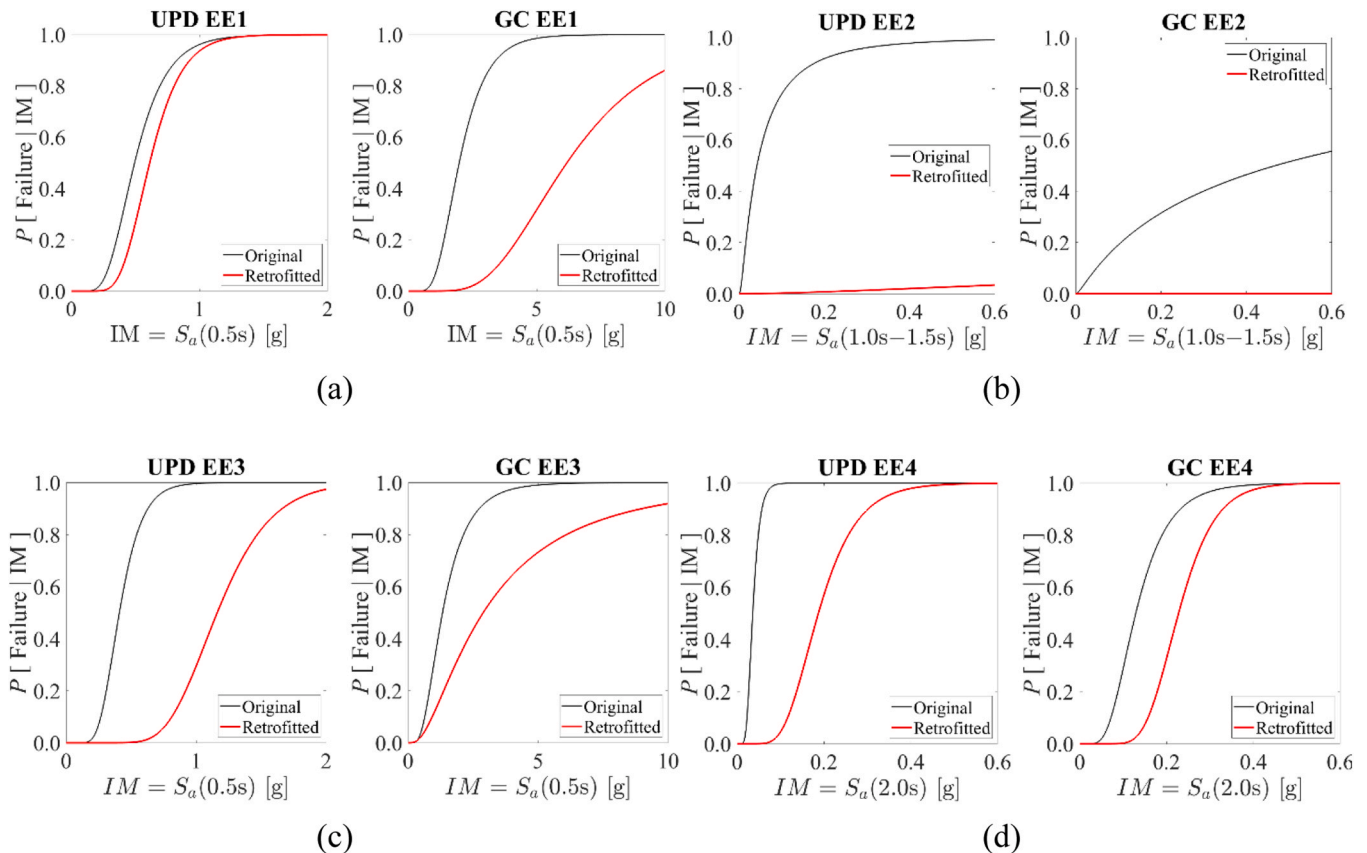 UPD EE1
GC EE1
UPD EE2
GC EE2
P [ Failure | IM ]
1.0
0.8
0.6
0.4
0.2
0.0
Original
Retrofitted
0
1
2
IM = Sₐ(0.5s) [g]
P [ Failure | IM ]
1.0
0.8
0.6
0.4
0.2
0.0
Original
Retrofitted
0
5
10
IM = Sₐ(0.5s) [g]
P [ Failure | IM ]
1.0
0.8
0.6
0.4
0.2
0.0
Original
Retrofitted
0
0.2
0.4
0.6
IM = Sₐ(1.0s−1.5s) [g]
P [ Failure | IM ]
1.0
0.8
0.6
0.4
0.2
0.0
Original
Retrofitted
0
0.2
0.4
0.6
IM = Sₐ(1.0s−1.5s) [g]
(a)
(b)
UPD EE3
GC EE3
UPD EE4
GC EE4
P [ Failure | IM ]
1.0
0.8
0.6
0.4
0.2
0.0
Original
Retrofitted
0
1
2
IM = Sₐ(0.5s) [g]
P [ Failure | IM ]
1.0
0.8
0.6
0.4
0.2
0.0
Original
Retrofitted
0
5
10
IM = Sₐ(0.5s) [g]
P [ Failure | IM ]
1.0
0.8
0.6
0.4
0.2
0.0
Original
Retrofitted
0
0.2
0.4
0.6
IM = Sₐ(2.0s) [g]
P [ Failure | IM ]
1.0
0.8
0.6
0.4
0.2
0.0
Original
Retrofitted
0
0.2
0.4
0.6
IM = Sₐ(2.0s) [g]
(c)
(d)